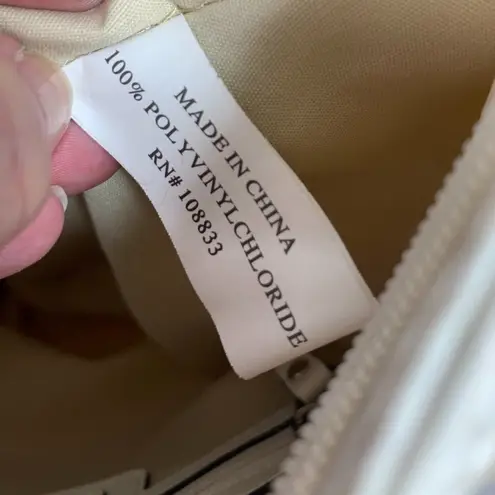 MADE IN CHINA
100% POLYVINYLCHLORIDE
RN# 108833